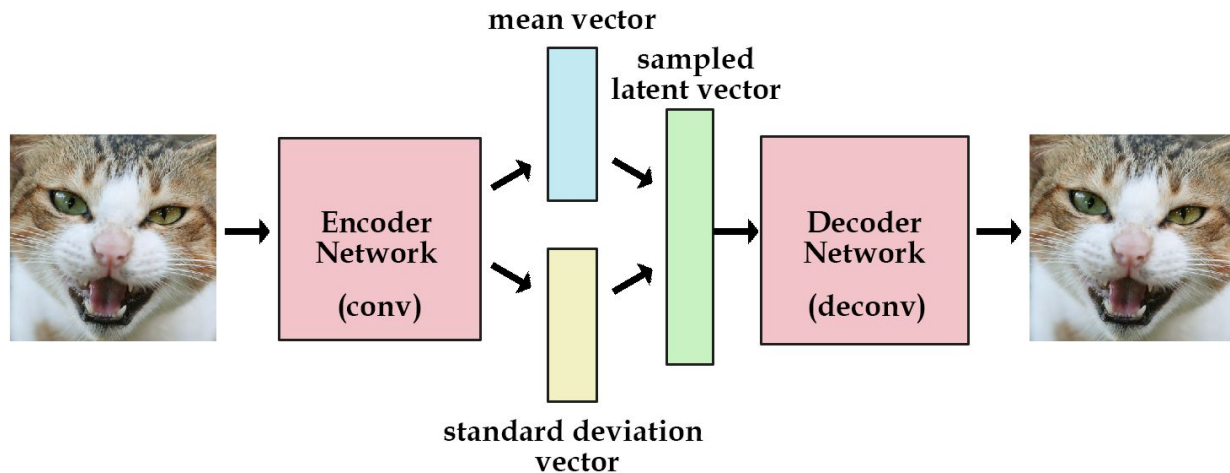 mean vector
sampled
latent vector
Encoder
Network
(conv)
Decoder
Network
(deconv)
standard deviation
vector